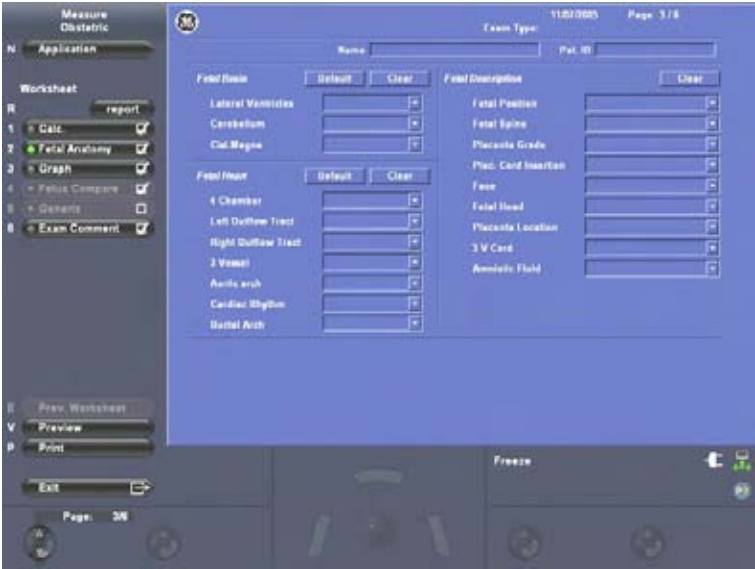 Measure
Obstetric
N Application
Worksheet
R report
1 Calc.
2 Fetal Anatomy
3 Graph
4 Fetus Compare
5 Generic
6 Exam Comment
Prev. Worksheet
V Preview
P Print
Exit
Page: 3/6
Page 3/6
Exam Type:
Name
Pat. ID
Fetal Brain Default Clear
Lateral Ventricles
Cerebellum
Cist.Magna
Fetal Heart Default Clear
4 Chamber
Left Outflow Tract
Right Outflow Tract
3 Vessel
Aortic arch
Cardiac Rhythm
Ductal Arch
Fetal Description Clear
Fetal Position
Fetal Spine
Placenta Grade
Plac. Cord Insertion
Face
Fetal Head
Placenta Location
3 V Cord
Amniotic Fluid
Freeze